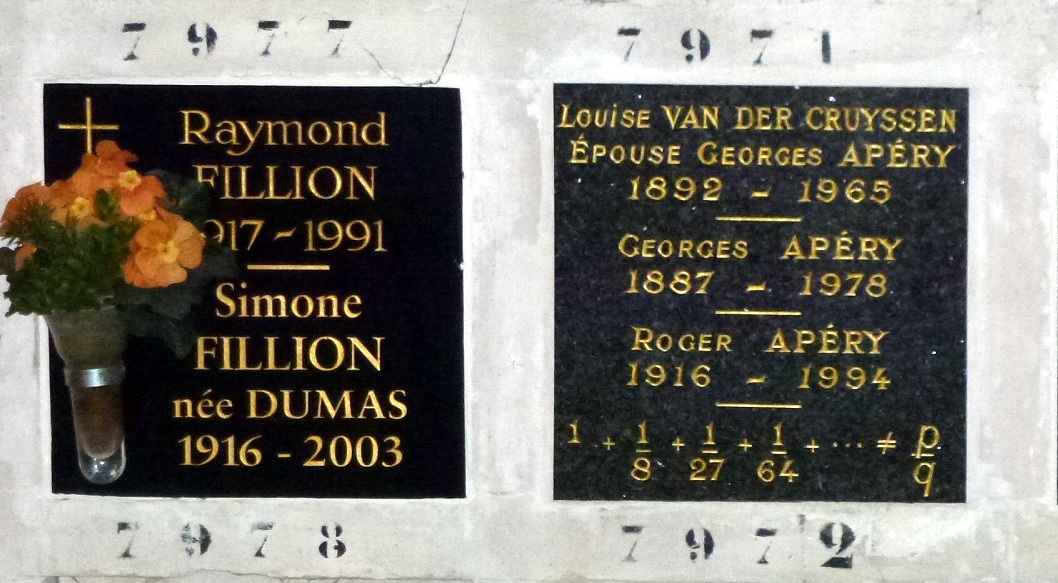 7977
Raymond
FILLION
917 - 1991
Simone
FILLION
née DUMAS
1916 - 2003
7978
7971
Louise VAN DER CRUYSSEN
ÉPOUSE GEORGES APÉRY
1892 - 1965
GEORGES APÉRY
1887 - 1978
ROGER APÉRY
1916 - 1994
1 + 1/8 + 1/27 + 1/64 + ... ≠ p/q
7972